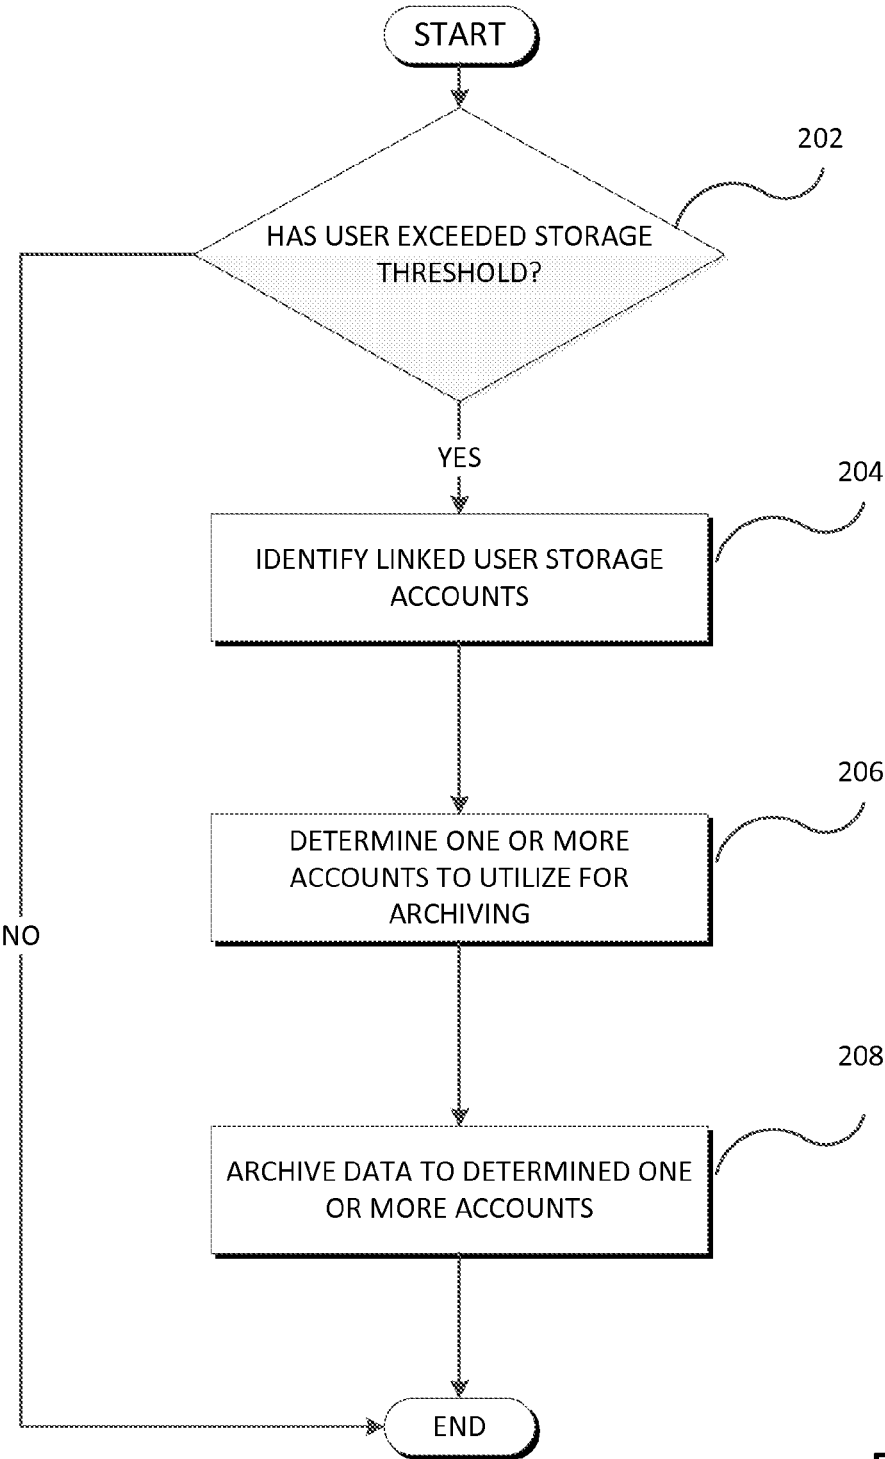 START
202
HAS USER EXCEEDED STORAGE
THRESHOLD?
YES
204
IDENTIFY LINKED USER STORAGE
ACCOUNTS
206
DETERMINE ONE OR MORE
ACCOUNTS TO UTILIZE FOR
ARCHIVING
NO
208
ARCHIVE DATA TO DETERMINED ONE
OR MORE ACCOUNTS
END